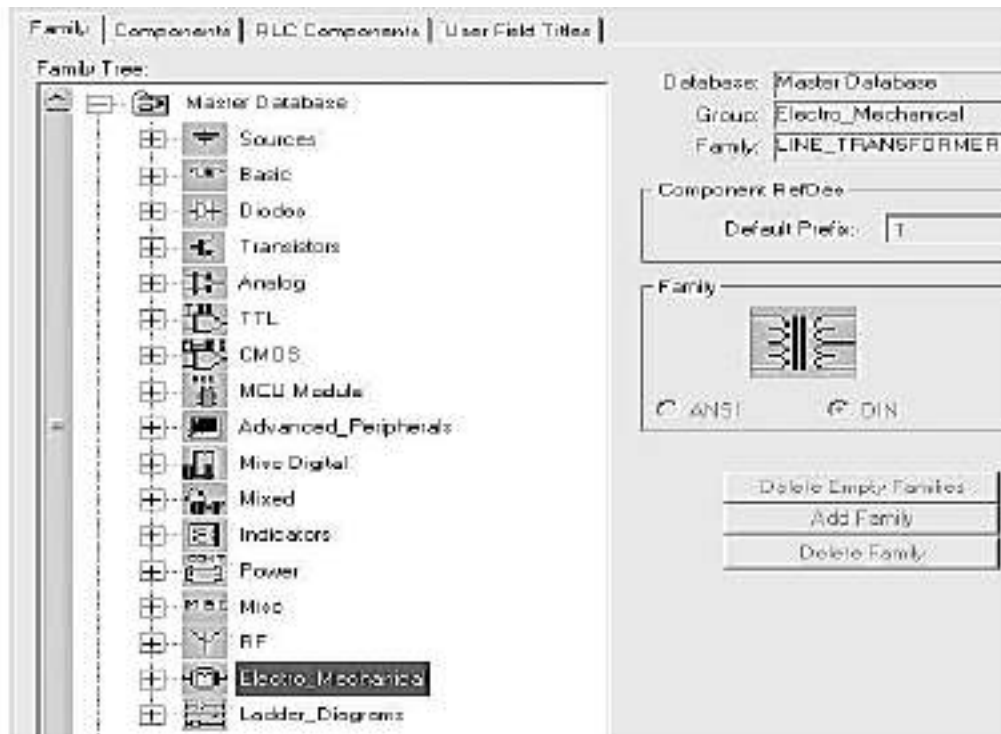 Family Components RLC Components User Field Titles
Family Tree:
Master Database
Sources
Basic
Diodes
Transistors
Analog
TTL
CMOS
MCU Module
Advanced_Peripherals
Misc Digital
Mixed
Indicators
Power
Misc
RF
Electro_Mechanical
Ladder_Diagrams
Database: Master Database
Group: Electro_Mechanical
Family: LINE_TRANSFORMER
Component RefDes
Default Prefix: T
Family
ANSI DIN
Delete Empty Families
Add Family
Delete Family